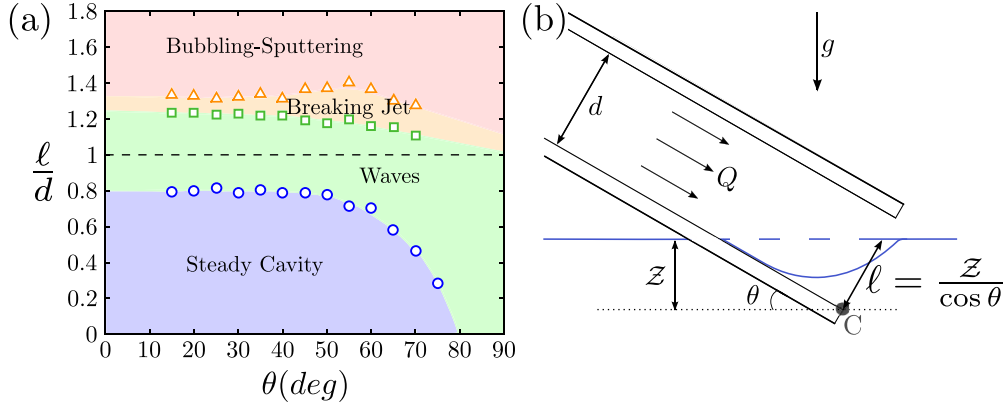 (a)
1.8
1.6
1.4
1.2
1
0.8
0.6
0.4
0.2
0
ℓ/d
Bubbling-Sputtering
Breaking Jet
Waves
Steady Cavity
0 10 20 30 40 50 60 70 80 90
θ(deg)
(b)
g
d
Q
𝒵
θ
ℓ = 𝒵/cos θ
C